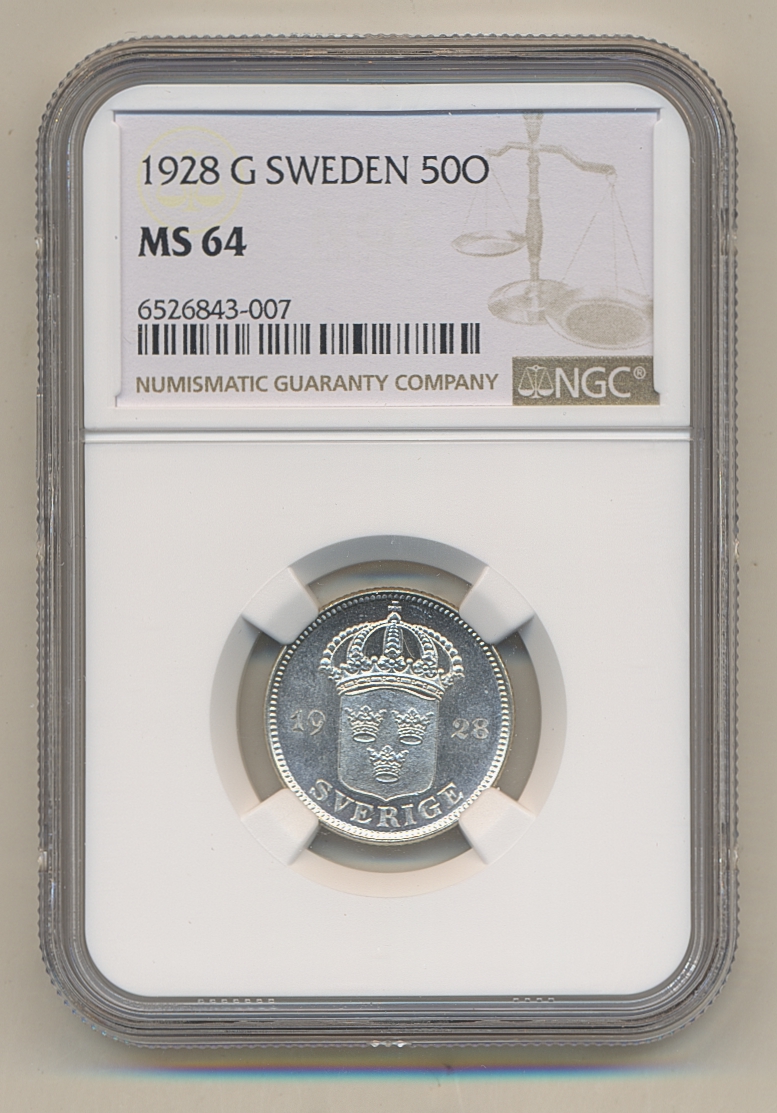 1928 G SWEDEN 50O
MS 64
6526843-007
NUMISMATIC GUARANTY COMPANY
NGC®
19 28
SVERIGE